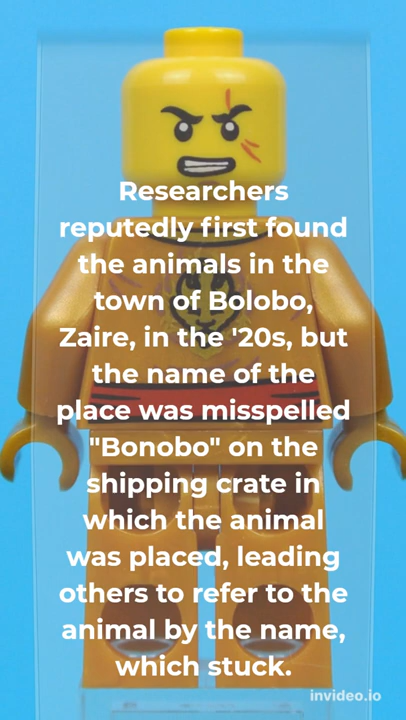 Researchers
reputedly first found
the animals in the
town of Bolobo,
Zaire, in the '20s, but
the name of the
place was misspelled
"Bonobo" on the
shipping crate in
which the animal
was placed, leading
others to refer to the
animal by the name,
which stuck.
invideo.io